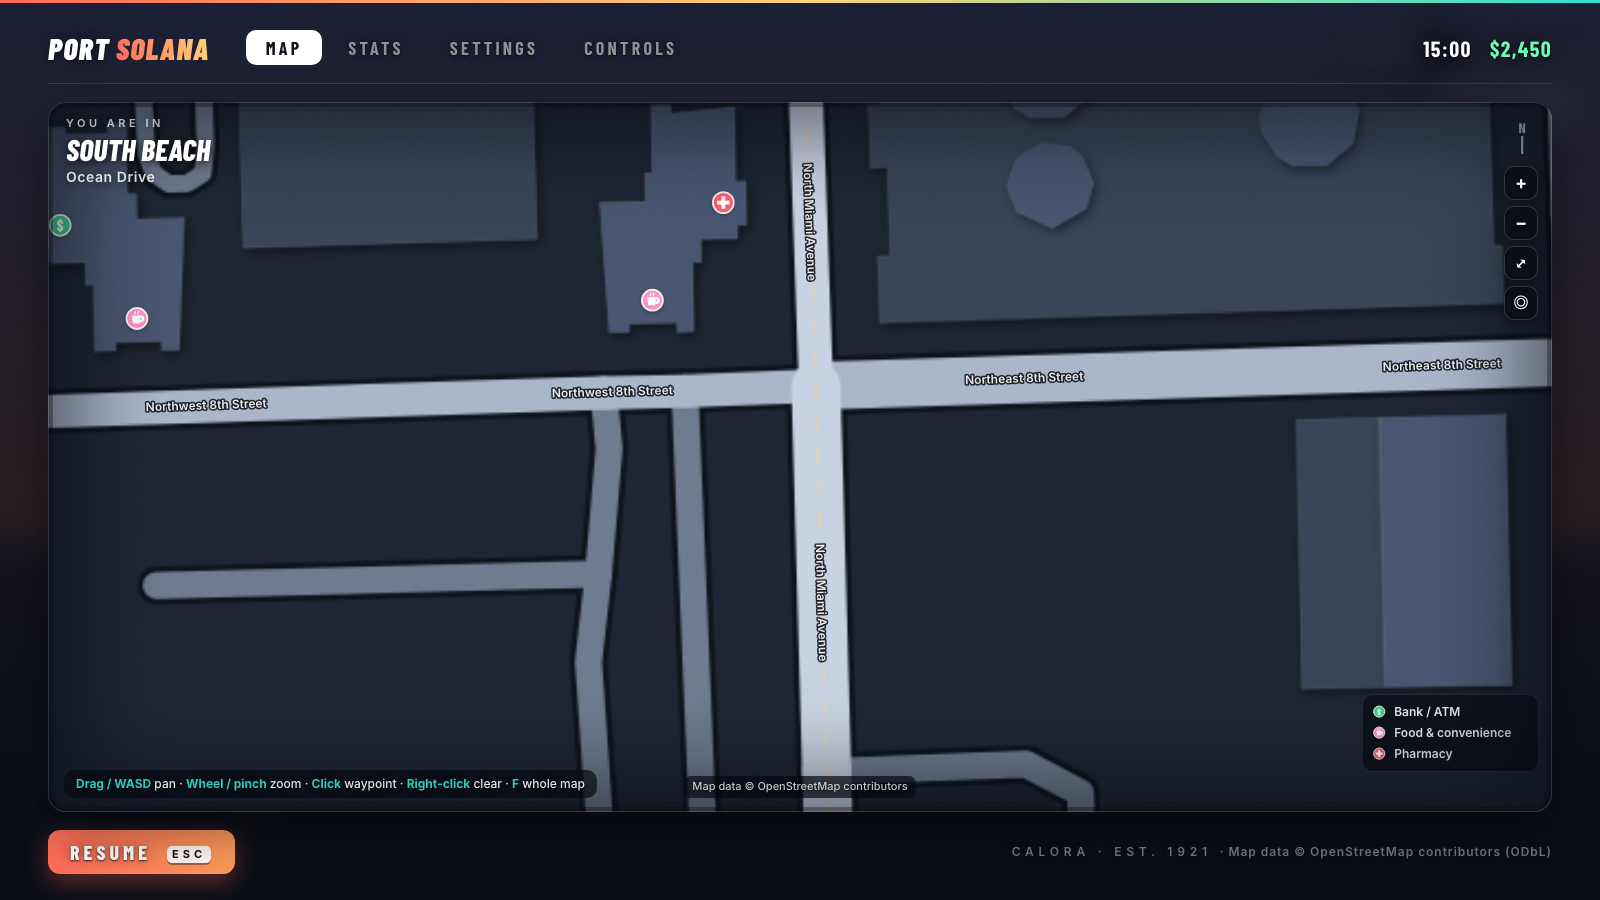 PORT SOLANA
MAP
STATS
SETTINGS
CONTROLS
15:00
$2,450
YOU ARE IN
SOUTH BEACH
Ocean Drive
N
+
−
$
North Miami Avenue
Northwest 8th Street
Northwest 8th Street
Northeast 8th Street
Northeast 8th Street
North Miami Avenue
$ Bank / ATM
Food & convenience
Pharmacy
Drag / WASD pan · Wheel / pinch zoom · Click waypoint · Right-click clear · F whole map
Map data © OpenStreetMap contributors
RESUME ESC
CALORA · EST. 1921 · Map data © OpenStreetMap contributors (ODbL)